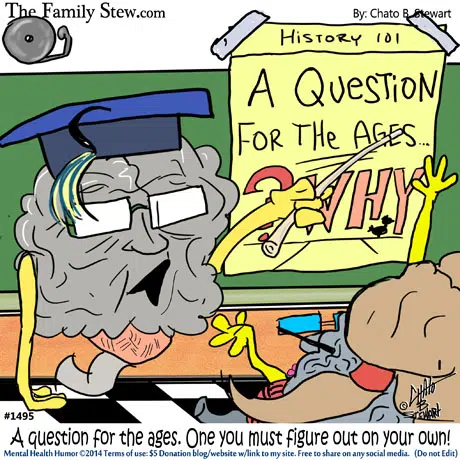 The Family Stew.com
By: Chato B. Stewart
HISTORY 101
A QUESTION
FOR THE AGES...
?WHY
©
CHATO
B
STEWART
#1495
A question for the ages. One you must figure out on your own!
Mental Health Humor ©2014 Terms of use: $5 Donation blog/website w/link to my site. Free to share on any social media. (Do not Edit)